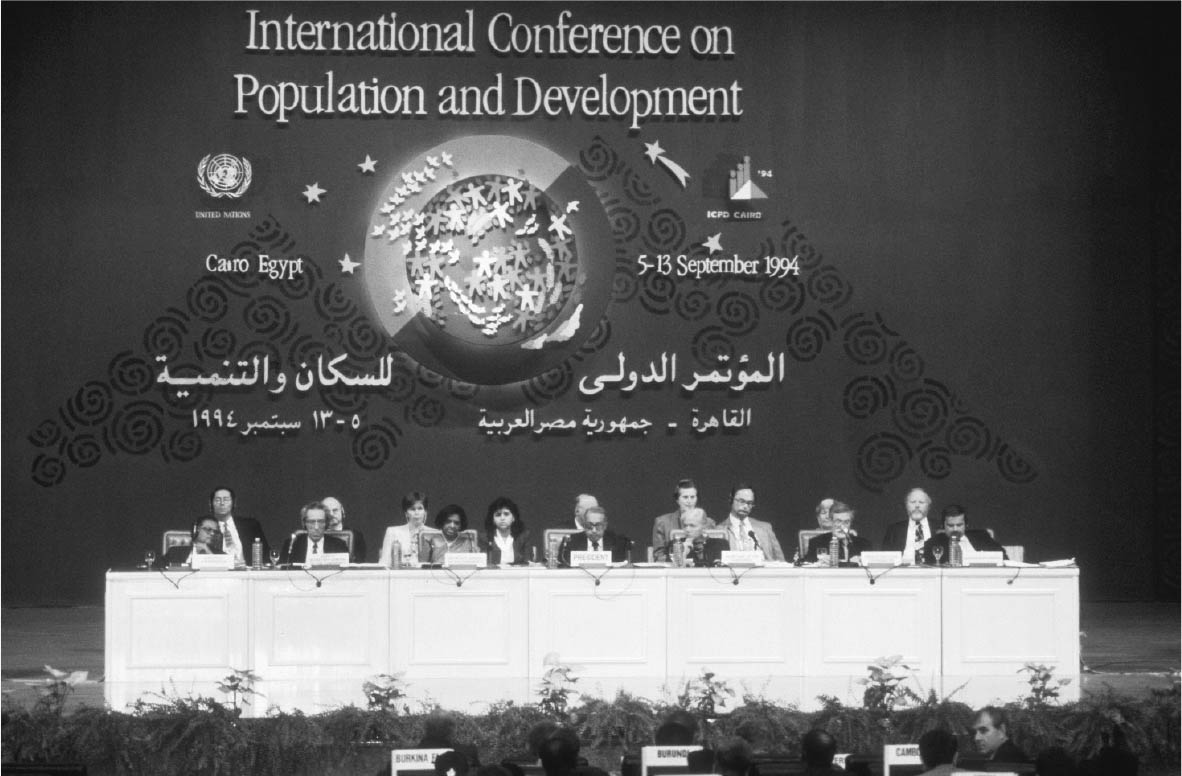 International Conference on
Population and Development
UNITED NATIONS
'94
ICPD CAIRO
Cairo Egypt
5-13 September 1994
المؤتمر الدولى للسكان والتنمية
القاهرة - جمهورية مصر العربية ٥-١٣ سبتمبر ١٩٩٤
PRESIDENT
BURKINA F
BURUNDI
CAMB